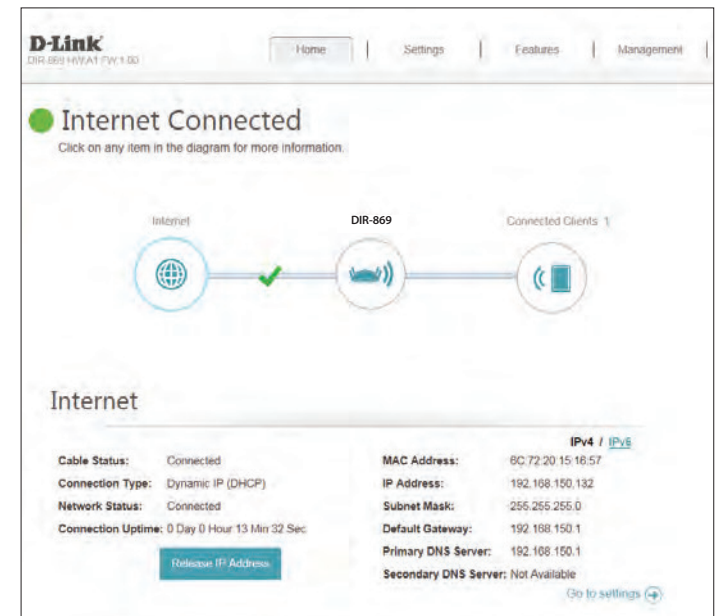 D-Link
DIR-869 HW:A1 FW:1.00
Home | Settings | Features | Management |
Internet Connected
Click on any item in the diagram for more information.
Internet
DIR-869
Connected Clients 1
Internet
IPv4 / IPv6
Cable Status: Connected
Connection Type: Dynamic IP (DHCP)
Network Status: Connected
Connection Uptime: 0 Day 0 Hour 13 Min 32 Sec
Release IP Address
MAC Address: 6C:72:20:15:16:57
IP Address: 192.168.150.132
Subnet Mask: 255.255.255.0
Default Gateway: 192.168.150.1
Primary DNS Server: 192.168.150.1
Secondary DNS Server: Not Available
Go to settings